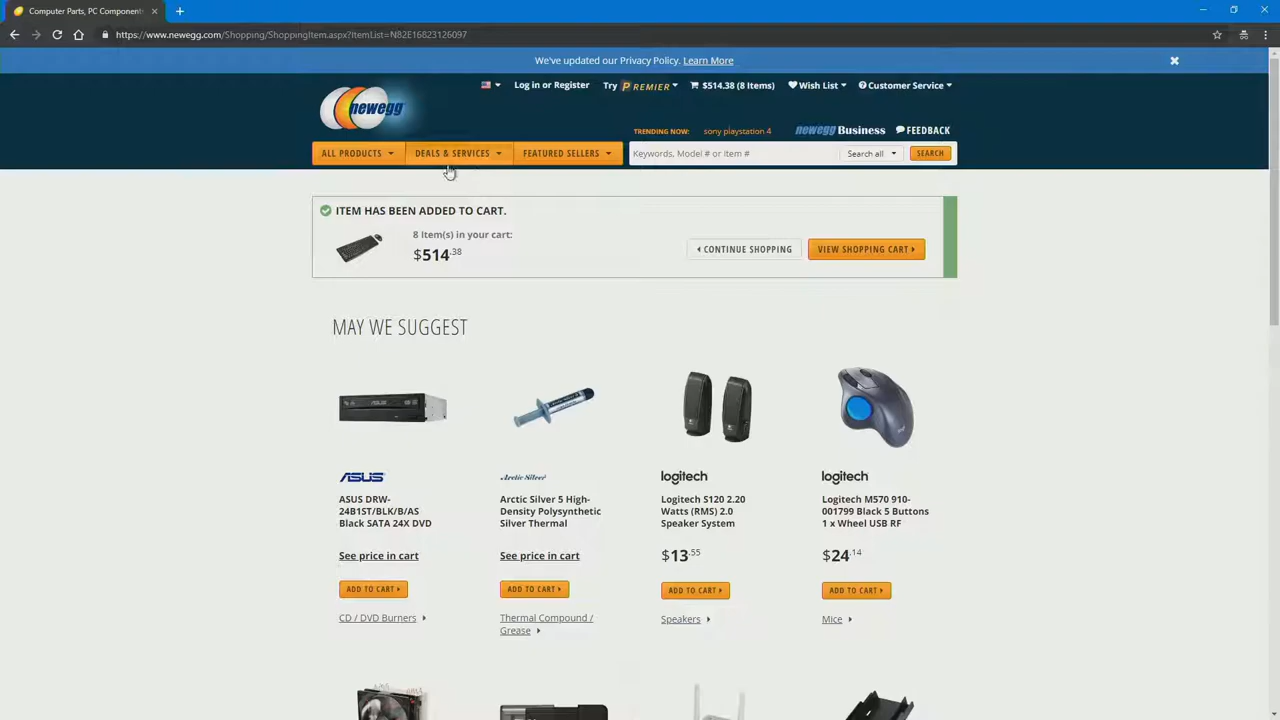 Computer Parts, PC Component
https://www.newegg.com/Shopping/ShoppingItem.aspx?ItemList=N82E16823126097
We've updated our Privacy Policy. Learn More
Log in or Register
Try PREMIER
$514.38 (8 Items)
Wish List
Customer Service
newegg
TRENDING NOW: sony playstation 4
newegg Business
FEEDBACK
ALL PRODUCTS
DEALS & SERVICES
FEATURED SELLERS
Keywords, Model # or Item #
Search all
SEARCH
ITEM HAS BEEN ADDED TO CART.
8 Item(s) in your cart:
$514.38
CONTINUE SHOPPING
VIEW SHOPPING CART
MAY WE SUGGEST
ASUS
ASUS DRW-
24B1ST/BLK/B/AS
Black SATA 24X DVD
See price in cart
ADD TO CART
CD / DVD Burners
Arctic Silver
Arctic Silver 5 High-
Density Polysynthetic
Silver Thermal
See price in cart
ADD TO CART
Thermal Compound /
Grease
logitech
Logitech S120 2.20
Watts (RMS) 2.0
Speaker System
$13.55
ADD TO CART
Speakers
logitech
Logitech M570 910-
001799 Black 5 Buttons
1 x Wheel USB RF
$24.14
ADD TO CART
Mice